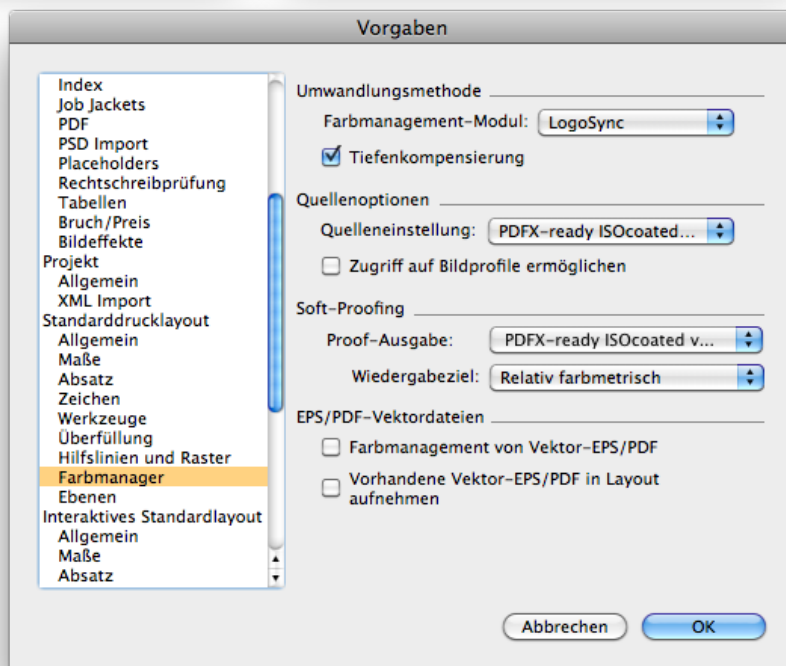 Vorgaben
Index
Job Jackets
PDF
PSD Import
Placeholders
Rechtschreibprüfung
Tabellen
Bruch/Preis
Bildeffekte
Projekt
Allgemein
XML Import
Standarddrucklayout
Allgemein
Maße
Absatz
Zeichen
Werkzeuge
Überfüllung
Hilfslinien und Raster
Farbmanager
Ebenen
Interaktives Standardlayout
Allgemein
Maße
Absatz
Umwandlungsmethode
Farbmanagement-Modul: LogoSync
Tiefenkompensierung
Quellenoptionen
Quelleneinstellung: PDFX-ready ISOcoated...
Zugriff auf Bildprofile ermöglichen
Soft-Proofing
Proof-Ausgabe: PDFX-ready ISOcoated v...
Wiedergabeziel: Relativ farbmetrisch
EPS/PDF-Vektordateien
Farbmanagement von Vektor-EPS/PDF
Vorhandene Vektor-EPS/PDF in Layout
aufnehmen
Abbrechen OK